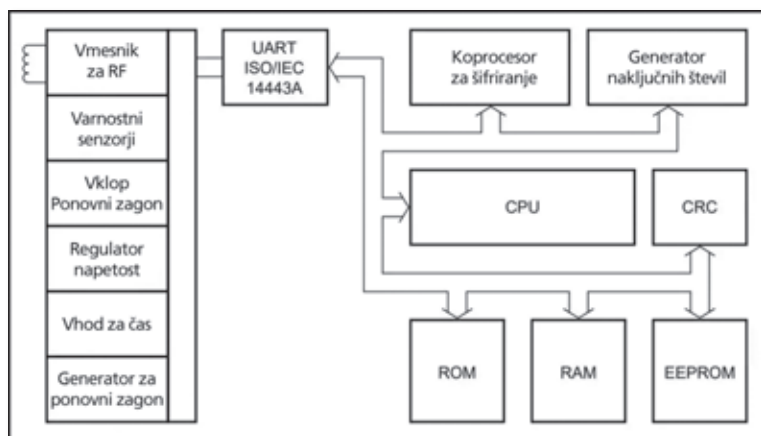 Vmesnik
za RF
Varnostni
senzorji
Vklop
Ponovni zagon
Regulator
napetost
Vhod za čas
Generator za
ponovni zagon
UART
ISO/IEC
14443A
Koprocesor
za šifriranje
Generator
naključnih števil
CPU
CRC
ROM
RAM
EEPROM